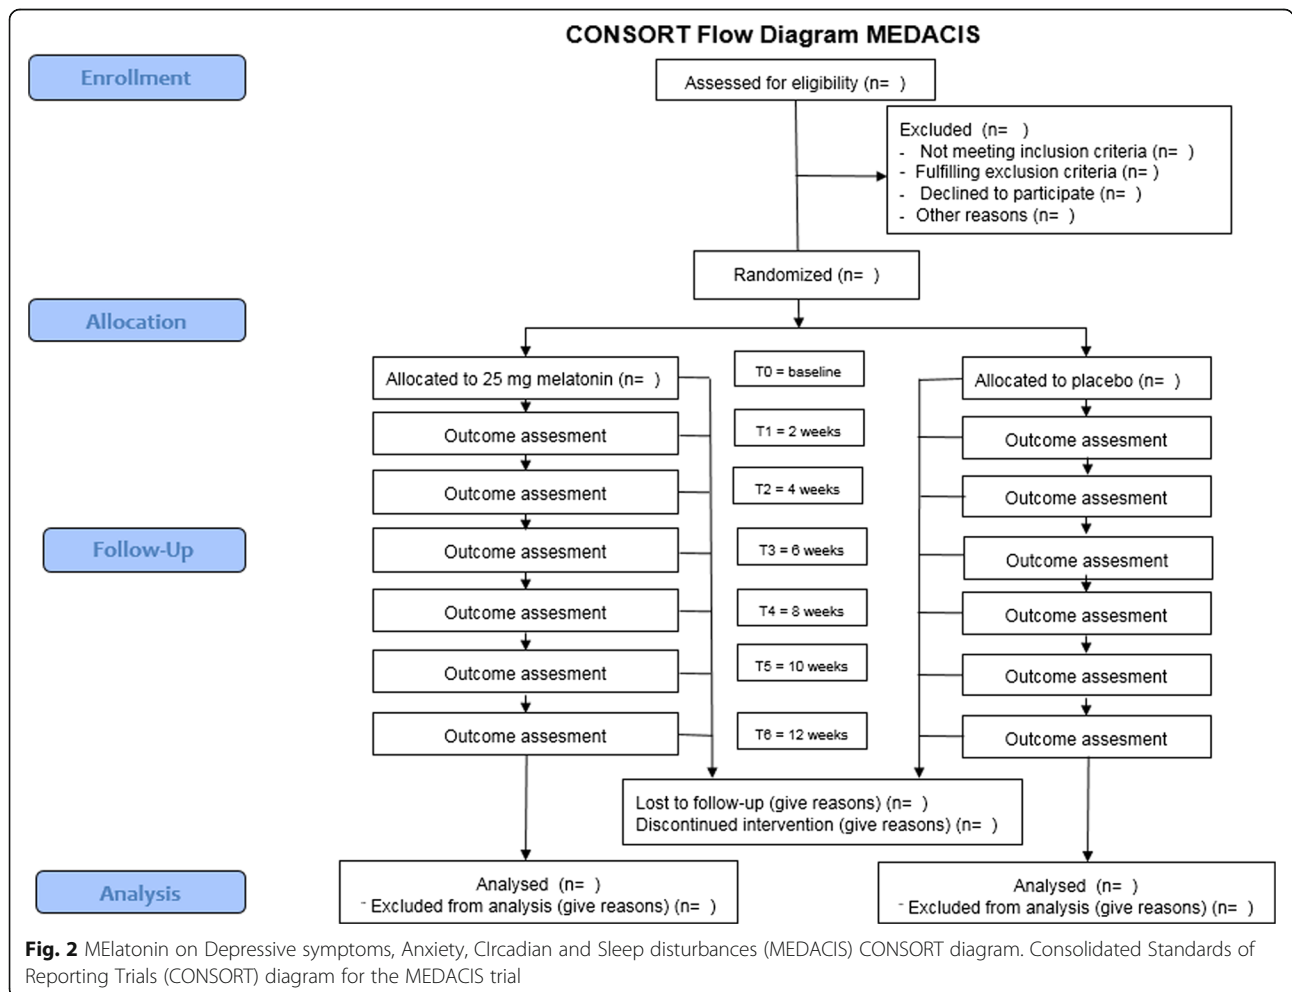 CONSORT Flow Diagram MEDACIS
Enrollment
Assessed for eligibility (n=  )
Excluded  (n=   )
-   Not meeting inclusion criteria (n=  )
-  Fulfilling exclusion criteria (n= )
-   Declined to participate (n=  )
-  Other reasons (n=  )
Randomized (n=  )
Allocation
Allocated to 25 mg melatonin (n=  )
T0 = baseline
Allocated to placebo (n=  )
Outcome assesment
T1 = 2 weeks
Outcome assesment
Outcome assesment
T2 = 4 weeks
Outcome assesment
Follow-Up
Outcome assesment
T3 = 6 weeks
Outcome assesment
Outcome assesment
T4 = 8 weeks
Outcome assesment
Outcome assesment
T5 = 10 weeks
Outcome assesment
Outcome assesment
T6 = 12 weeks
Outcome assesment
Lost to follow-up (give reasons) (n=  )
Discontinued intervention (give reasons) (n=  )
Analysis
Analysed  (n=  )
- Excluded from analysis (give reasons) (n=  )
Analysed  (n=  )
- Excluded from analysis (give reasons) (n=  )
Fig. 2 MElatonin on Depressive symptoms, Anxiety, CIrcadian and Sleep disturbances (MEDACIS) CONSORT diagram. Consolidated Standards of
Reporting Trials (CONSORT) diagram for the MEDACIS trial